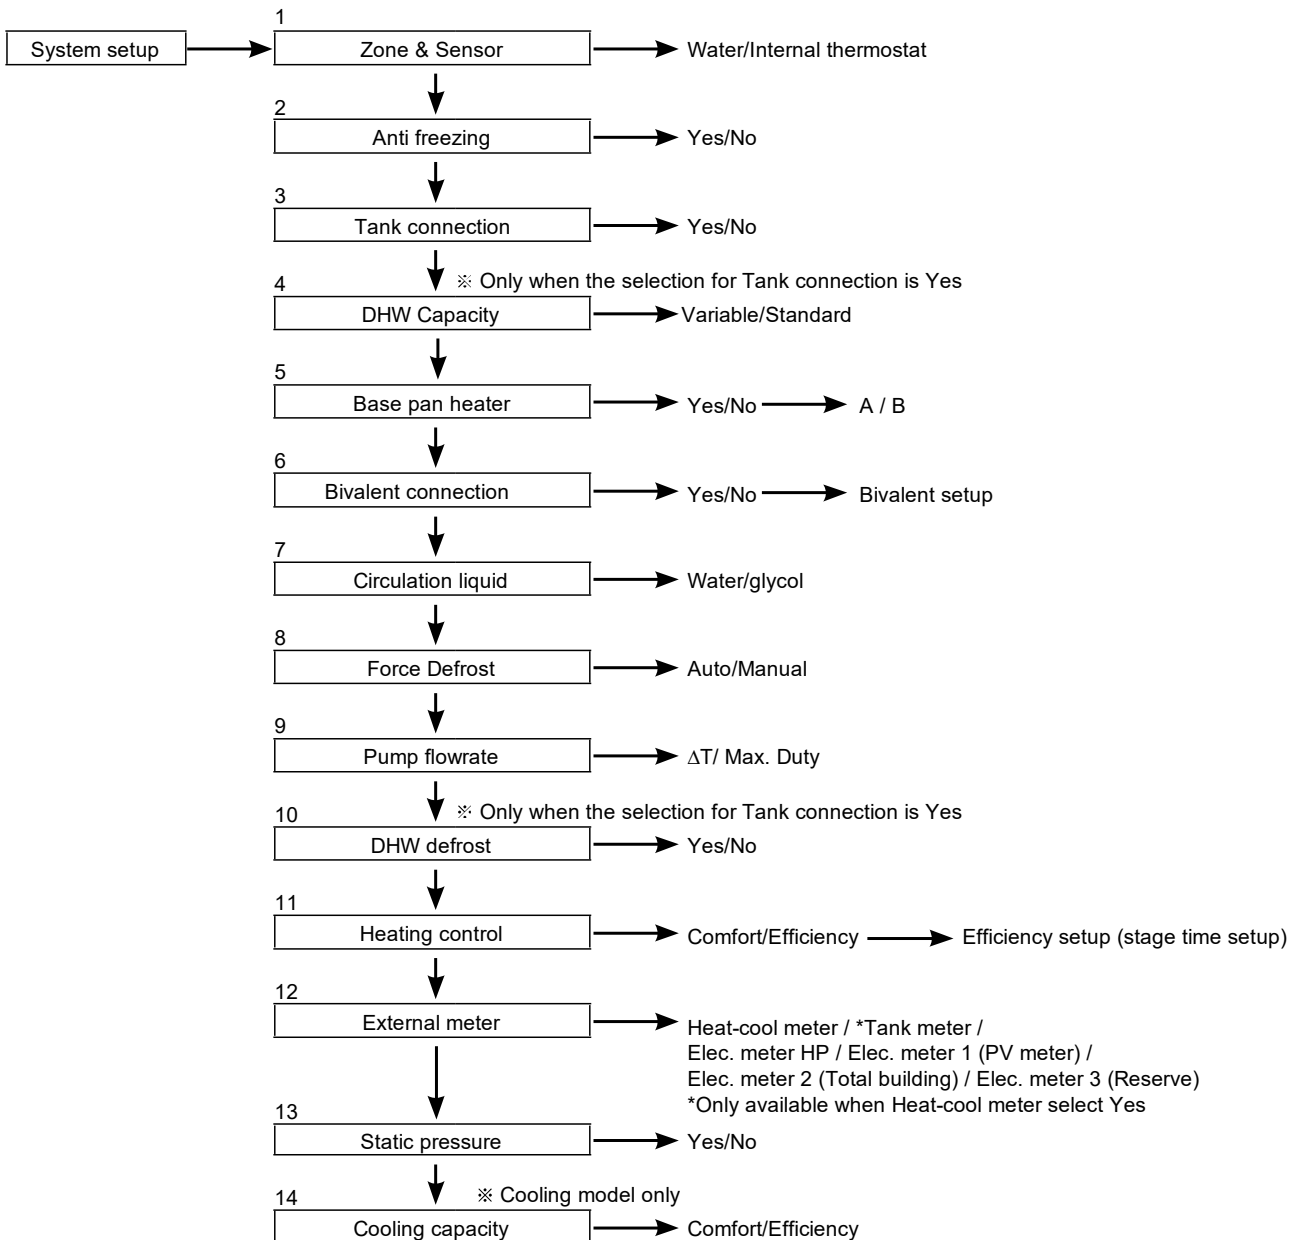 1
System setup
Zone & Sensor
Water/Internal thermostat
2
Anti freezing
Yes/No
3
Tank connection
Yes/No
※ Only when the selection for Tank connection is Yes
4
DHW Capacity
Variable/Standard
5
Base pan heater
Yes/No
A / B
6
Bivalent connection
Yes/No
Bivalent setup
7
Circulation liquid
Water/glycol
8
Force Defrost
Auto/Manual
9
Pump flowrate
ΔT/ Max. Duty
※ Only when the selection for Tank connection is Yes
10
DHW defrost
Yes/No
11
Heating control
Comfort/Efficiency
Efficiency setup (stage time setup)
12
External meter
Heat-cool meter / *Tank meter /
Elec. meter HP / Elec. meter 1 (PV meter) /
Elec. meter 2 (Total building) / Elec. meter 3 (Reserve)
*Only available when Heat-cool meter select Yes
13
Static pressure
Yes/No
※ Cooling model only
14
Cooling capacity
Comfort/Efficiency